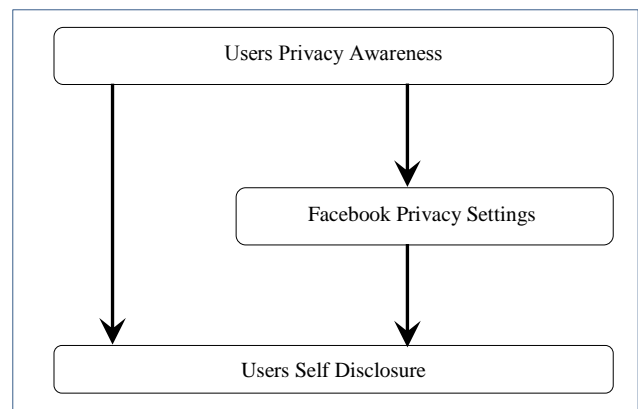 Users Privacy Awareness
Facebook Privacy Settings
Users Self Disclosure